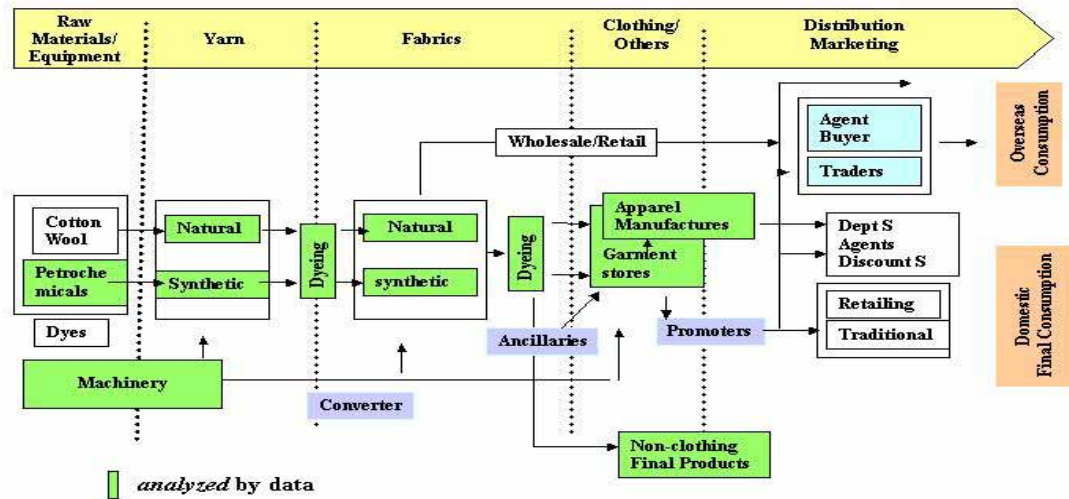 Raw
Materials/
Equipment
Yarn
Fabrics
Clothing/
Others
Distribution
Marketing
Overseas
Consumption
Agent
Buyer
Traders
Wholesale/Retail
Cotton
Wool
Petroche
micals
Dyes
Natural
Synthetic
Dyeing
Natural
synthetic
Dyeing
Apparel
Manufactures
Garment
stores
Dept S
Agents
Discount S
Retailing
Traditional
Domestic
Final Consumption
Ancillaries
Promoters
Machinery
Converter
Non-clothing
Final Products
analyzed by data